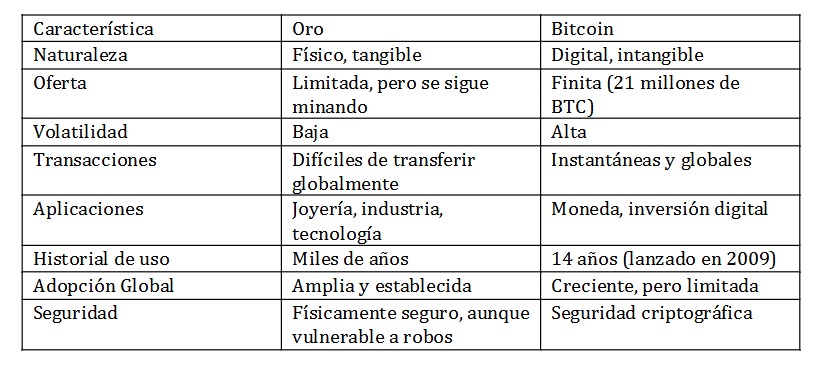 Característica Oro Bitcoin
Naturaleza Físico, tangible Digital, intangible
Oferta Limitada, pero se sigue minando Finita (21 millones de BTC)
Volatilidad Baja Alta
Transacciones Difíciles de transferir globalmente Instantáneas y globales
Aplicaciones Joyería, industria, tecnología Moneda, inversión digital
Historial de uso Miles de años 14 años (lanzado en 2009)
Adopción Global Amplia y establecida Creciente, pero limitada
Seguridad Físicamente seguro, aunque vulnerable a robos Seguridad criptográfica